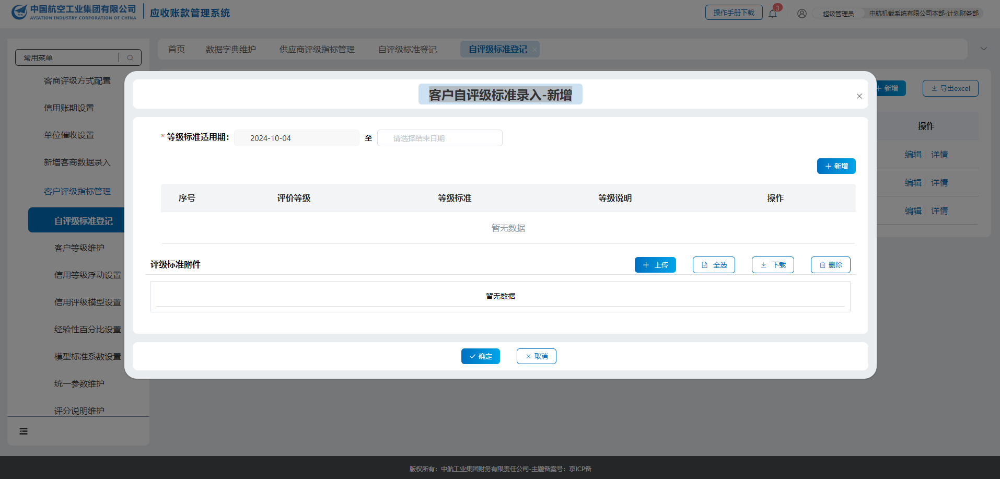 中国航空工业集团有限公司
AVIATION INDUSTRY CORPORATION OF CHINA
应收账款管理系统
操作手册下载
3
超级管理员
中航机载系统有限公司本部-计划财务部
常用菜单
首页
数据字典维护
供应商评级指标管理
自评级标准登记
自评级标准登记
客商评级方式配置
信用账期设置
单位催收设置
新增客商数据录入
客户评级指标管理
自评级标准登记
客户等级维护
信用等级浮动设置
信用评级模型设置
经验性百分比设置
模型标准系数设置
统一参数维护
评分说明维护
新增
导出excel
操作
编辑 详情
编辑 详情
编辑 详情
客户自评级标准录入-新增
* 等级标准适用期： 2024-10-04 至 请选择结束日期
新增
序号 评价等级 等级标准 等级说明 操作
暂无数据
评级标准附件
上传 全选 下载 删除
暂无数据
确定 取消
版权所有：中航工业集团财务有限责任公司-主题备案号：京ICP备